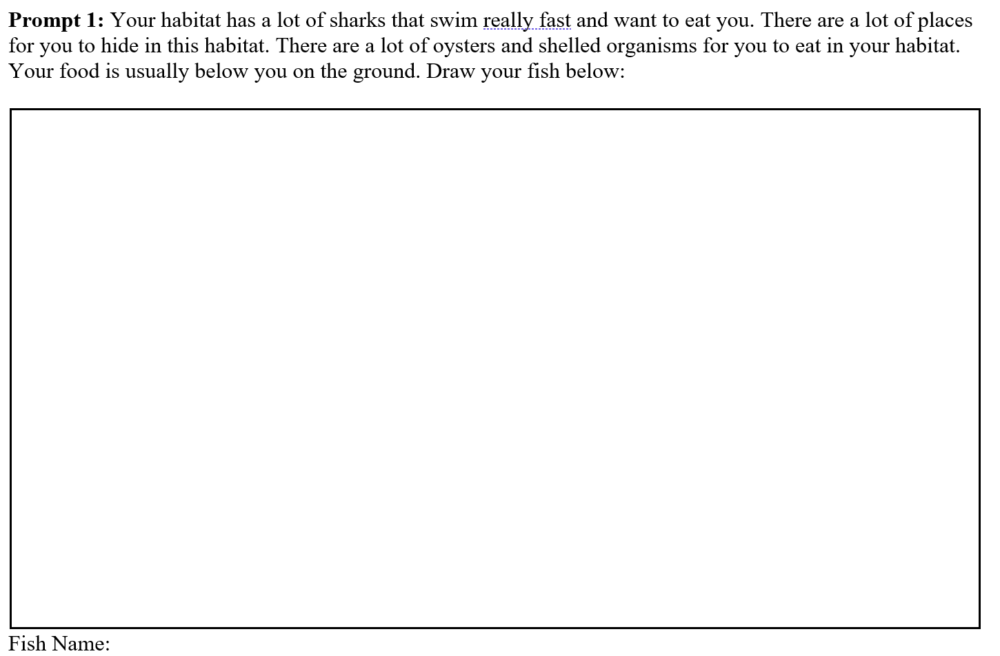 Prompt 1: Your habitat has a lot of sharks that swim really fast and want to eat you. There are a lot of places
for you to hide in this habitat. There are a lot of oysters and shelled organisms for you to eat in your habitat.
Your food is usually below you on the ground. Draw your fish below:
Fish Name: